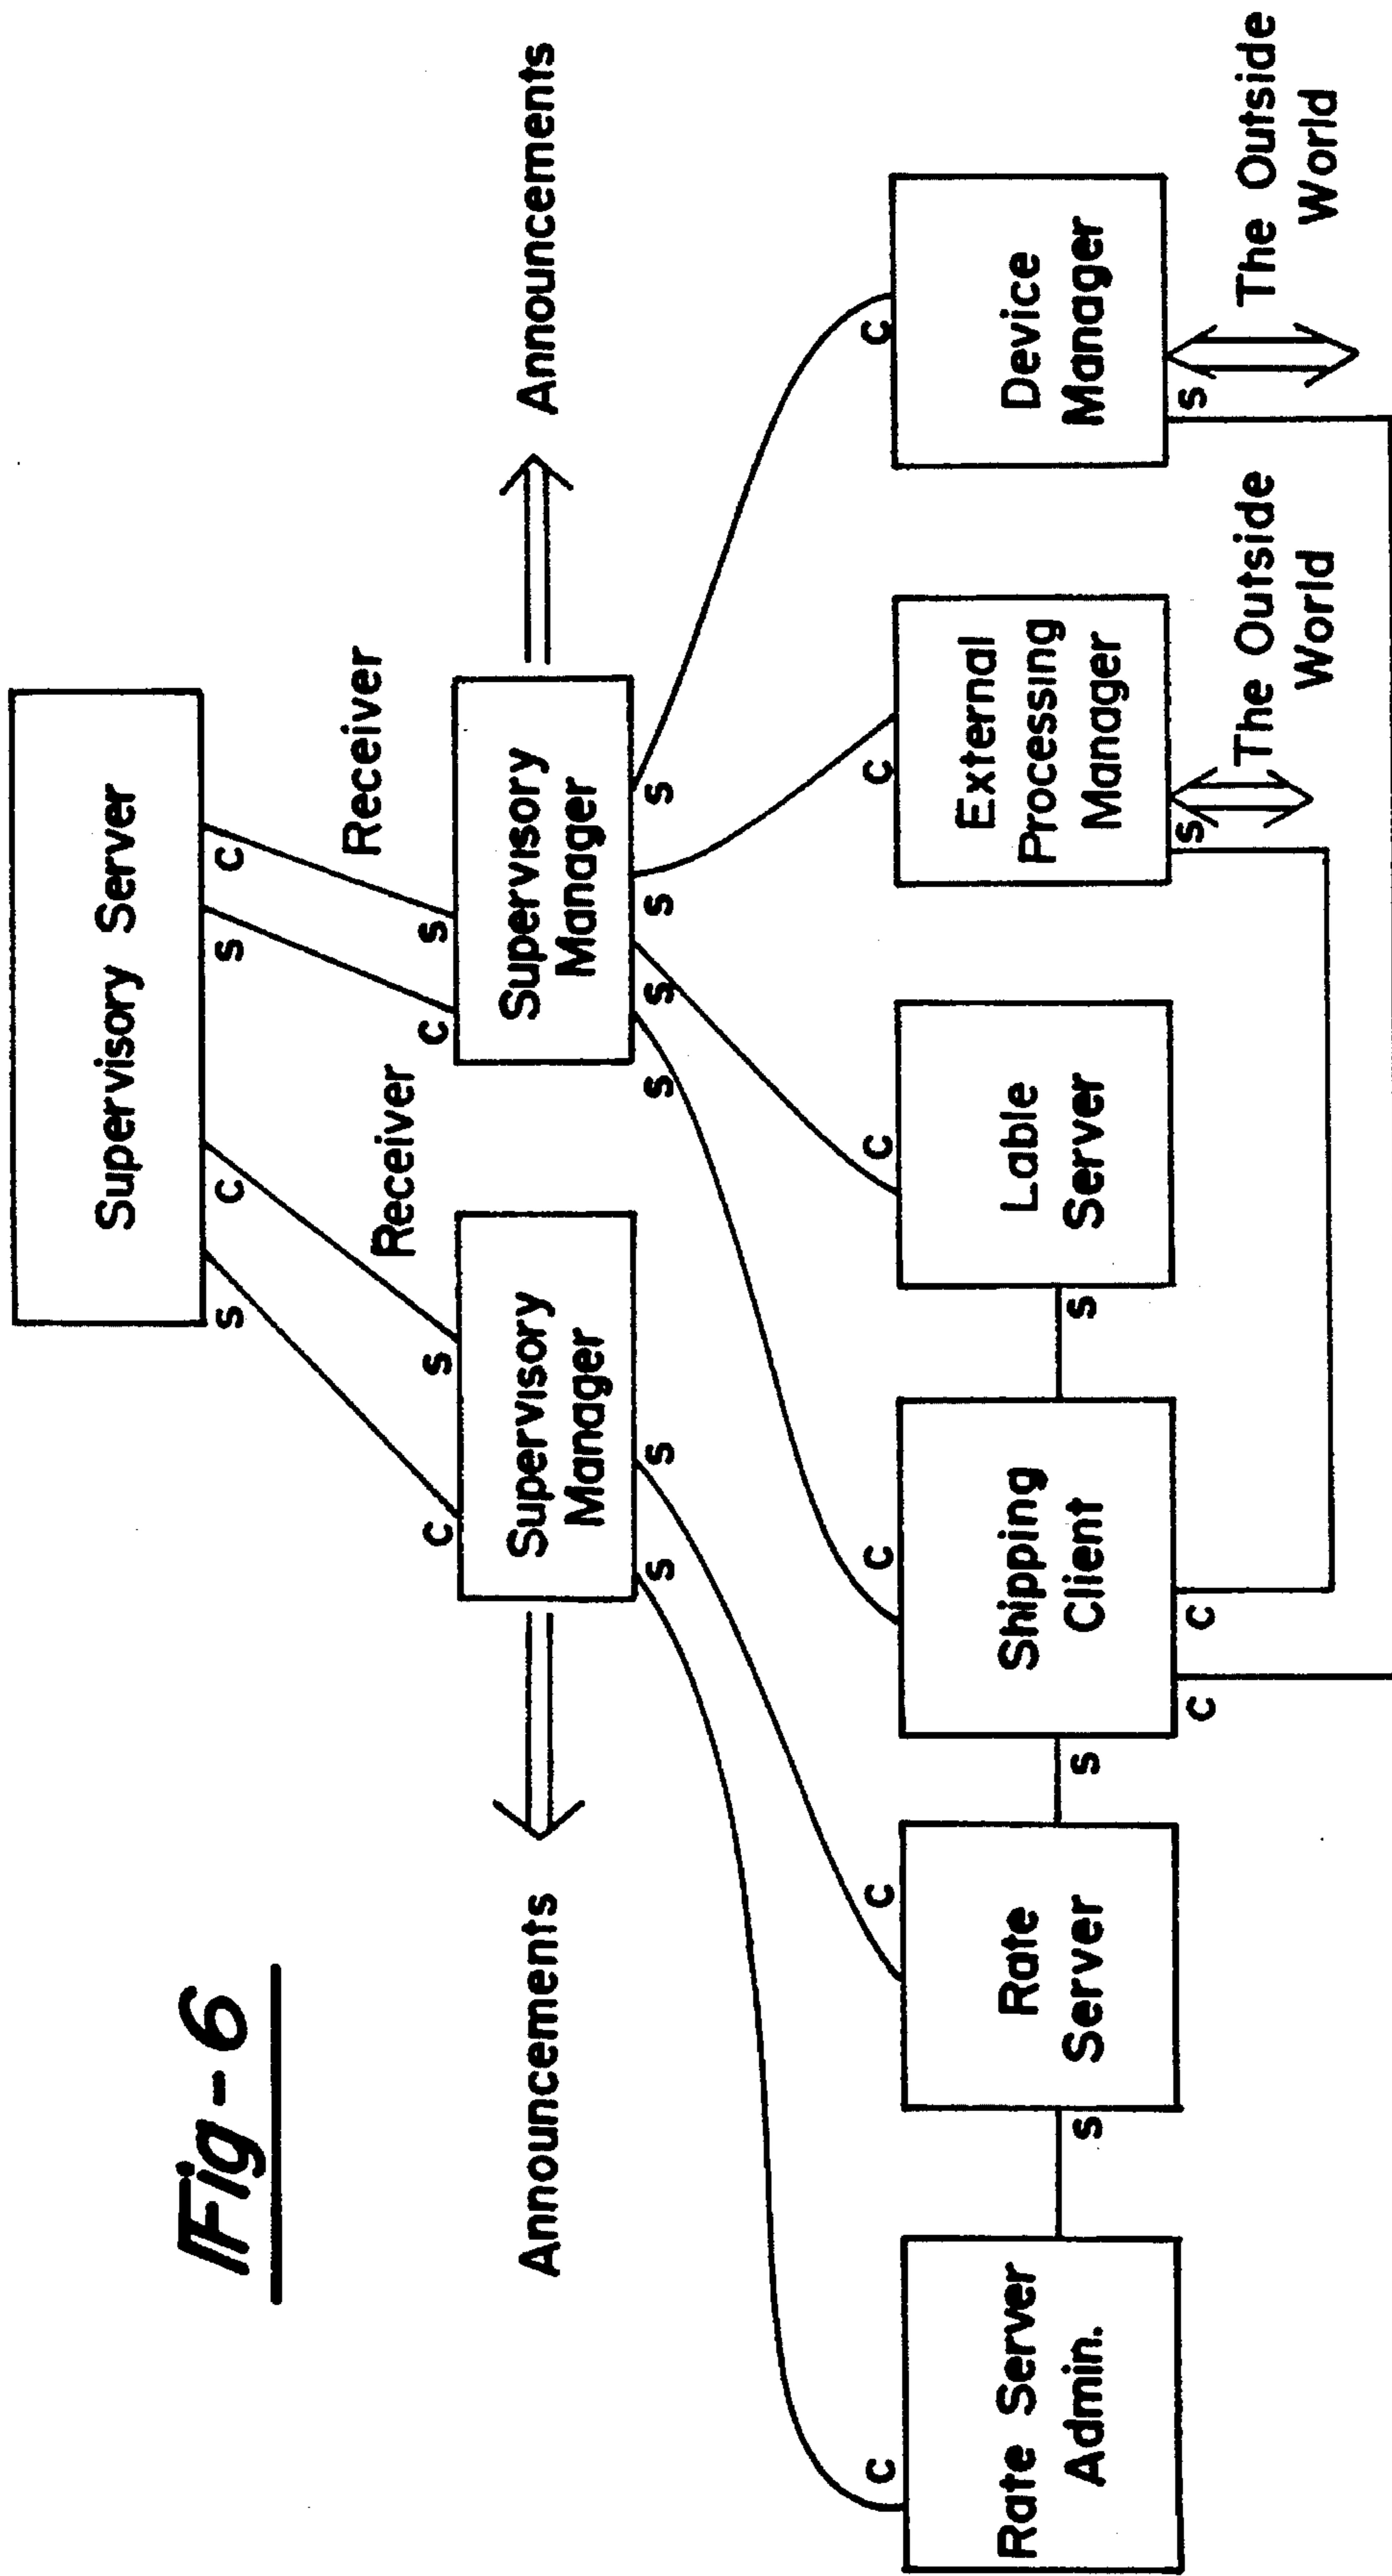 Supervisory Server
Fig-6
S
C
S
C
Receiver
Receiver
C
S
C
S
Announcements
Supervisory
Manager
Supervisory
Manager
Announcements
S
S
S
S
S
S
C
C
C
C
C
C
Rate Server
Admin.
S
Rate
Server
S
Shipping
Client
S
Lable
Server
External
Processing
Manager
Device
Manager
C
C
S
S
The Outside
World
The Outside
World